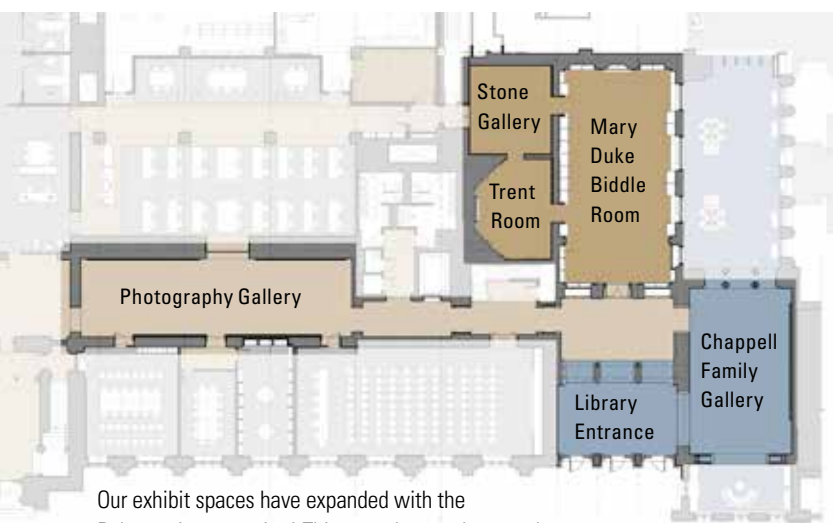 Stone
Gallery
Mary
Duke
Biddle
Room
Trent
Room
Photography Gallery
Chappell
Family
Gallery
Library
Entrance
Our exhibit spaces have expanded with the